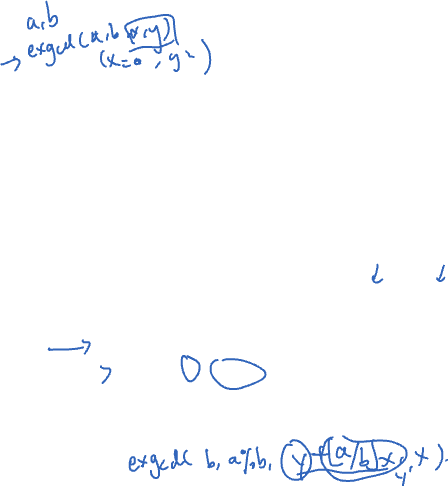 a,b
exgcd(a,b,x,y)
(x=0,y
exgcd( b, a%b, y-[a/b]x, x).
y